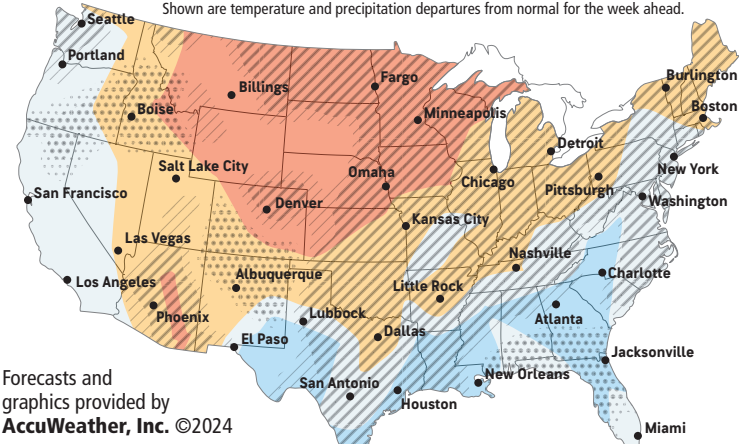 Shown are temperature and precipitation departures from normal for the week ahead.
Seattle
Portland
Billings
Fargo
Burlington
Boise
Minneapolis
Boston
Detroit
Salt Lake City
Omaha
Chicago
Pittsburgh
New York
San Francisco
Denver
Washington
Kansas City
Las Vegas
Nashville
Los Angeles
Albuquerque
Little Rock
Charlotte
Phoenix
Lubbock
Atlanta
Dallas
El Paso
Jacksonville
San Antonio
New Orleans
Houston
Miami
Forecasts and
graphics provided by
AccuWeather, Inc. ©2024